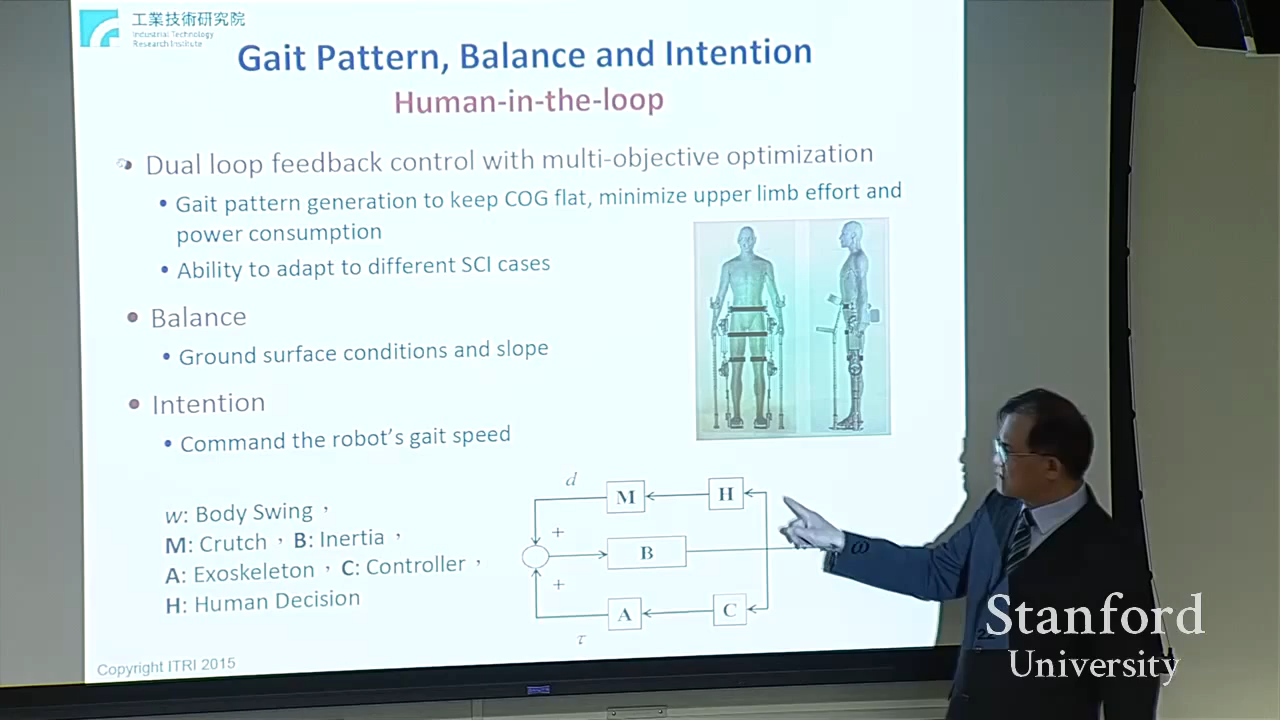 工業技術研究院
Industrial Technology
Research Institute
Gait Pattern, Balance and Intention
Human-in-the-loop
Dual loop feedback control with multi-objective optimization
• Gait pattern generation to keep COG flat, minimize upper limb effort and
power consumption
• Ability to adapt to different SCI cases
• Balance
• Ground surface conditions and slope
• Intention
• Command the robot's gait speed
w: Body Swing，
M: Crutch，B: Inertia，
A: Exoskeleton，C: Controller，
H: Human Decision
d
M
H
+
B
ω
+
A
C
τ
Copyright ITRI 2015
Stanford
University